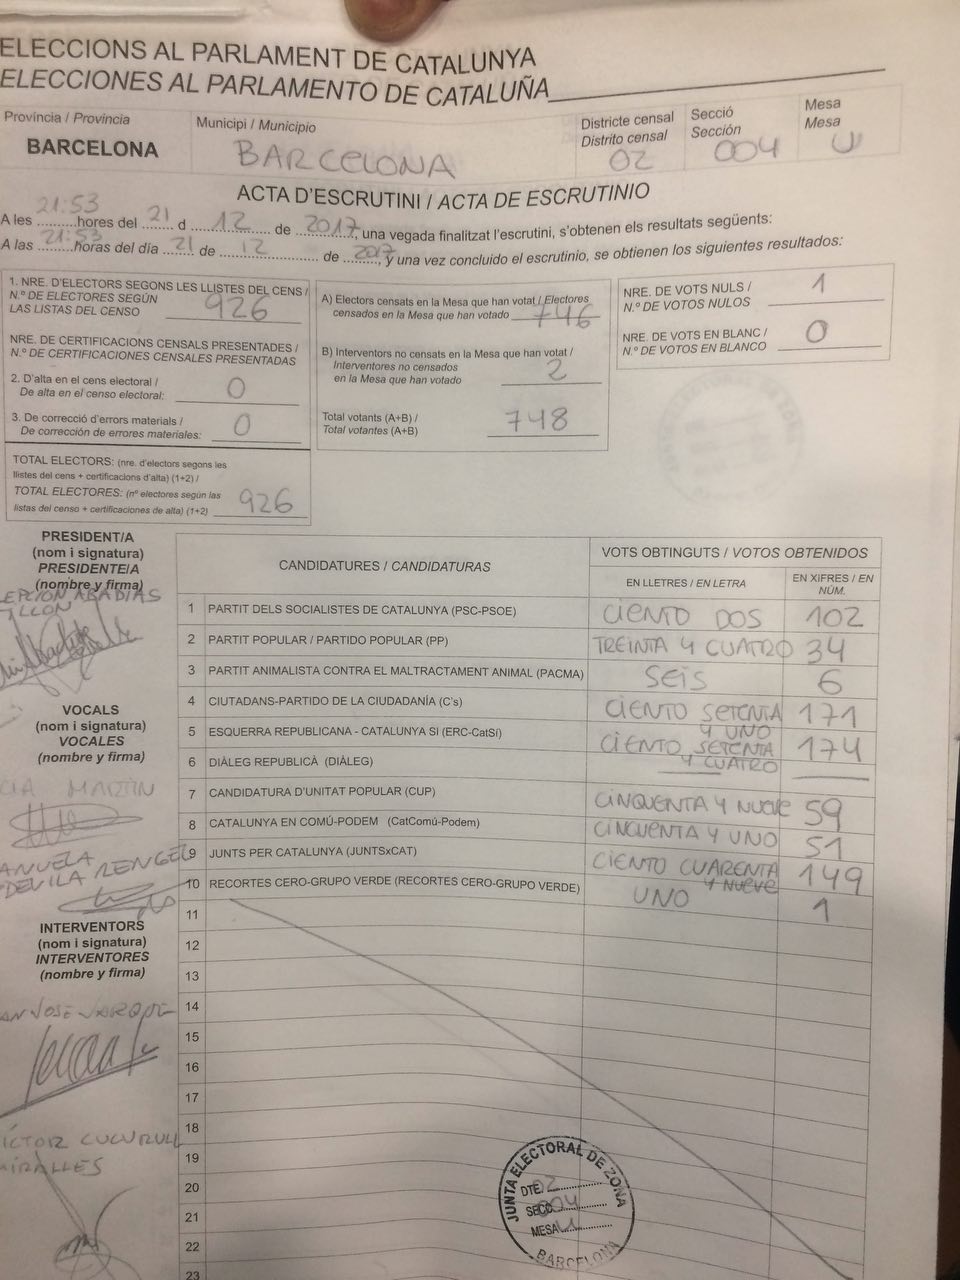 ELECCIONS AL PARLAMENT DE CATALUNYA
ELECCIONES AL PARLAMENTO DE CATALUÑA
Província / Provincia
BARCELONA
Municipi / Municipio
BARCELONA
Districte censal
Distrito censal
02
Secció
Sección
004
Mesa
Mesa
U
ACTA D'ESCRUTINI / ACTA DE ESCRUTINIO
A les 21:53 hores del 21 d 12 de 2017, una vegada finalitzat l'escrutini, s'obtenen els resultats següents:
A las 21:53 horas del día 21 de 12 de 2017, y una vez concluido el escrutinio, se obtienen los siguientes resultados:
1. NRE. D'ELECTORS SEGONS LES LLISTES DEL CENS /
N.º DE ELECTORES SEGÚN
LAS LISTAS DEL CENSO 926
NRE. DE CERTIFICACIONS CENSALS PRESENTADES /
N.º DE CERTIFICACIONES CENSALES PRESENTADAS
2. D'alta en el cens electoral /
De alta en el censo electoral: 0
3. De correcció d'errors materials /
De corrección de errores materiales: 0
TOTAL ELECTORS: (nre. d'electors segons les
llistes del cens + certificacions d'alta) (1+2) /
TOTAL ELECTORES: (nº electores según las
listas del censo + certificaciones de alta) (1+2) 926
A) Electors censats en la Mesa que han votat / Electores
censados en la Mesa que han votado 746
B) Interventors no censats en la Mesa que han votat /
Interventores no censados
en la Mesa que han votado 2
Total votants (A+B) /
Total votantes (A+B) 748
NRE. DE VOTS NULS /
N.º DE VOTOS NULOS 1
NRE. DE VOTS EN BLANC /
N.º DE VOTOS EN BLANCO 0
PRESIDENT/A
(nom i signatura)
PRESIDENTE/A
(nombre y firma)
ABADIAS
VOCALS
(nom i signatura)
VOCALES
(nombre y firma)
MARTIN
ANUELA
RENGEL
INTERVENTORS
(nom i signatura)
INTERVENTORES
(nombre y firma)
AN JOSE
ÍCTOR CUCURULL
IRALLES
CANDIDATURES / CANDIDATURAS
VOTS OBTINGUTS / VOTOS OBTENIDOS
EN LLETRES / EN LETRA
EN XIFRES / EN
NÚM.
1 PARTIT DELS SOCIALISTES DE CATALUNYA (PSC-PSOE) CIENTO DOS 102
2 PARTIT POPULAR / PARTIDO POPULAR (PP) TREINTA Y CUATRO 34
3 PARTIT ANIMALISTA CONTRA EL MALTRACTAMENT ANIMAL (PACMA) SEIS 6
4 CIUTADANS-PARTIDO DE LA CIUDADANÍA (C's) CIENTO SETENTA Y UNO 171
5 ESQUERRA REPUBLICANA - CATALUNYA SÍ (ERC-CatSí) CIENTO SETENTA Y CUATRO 174
6 DIÀLEG REPUBLICÀ (DIÀLEG)
7 CANDIDATURA D'UNITAT POPULAR (CUP) CINQUENTA Y NUEVE 59
8 CATALUNYA EN COMÚ-PODEM (CatComú-Podem) CINCUENTA Y UNO 51
9 JUNTS PER CATALUNYA (JUNTSxCAT) CIENTO CUARENTA Y NUEVE 149
10 RECORTES CERO-GRUPO VERDE (RECORTES CERO-GRUPO VERDE) UNO 1
11
12
13
14
15
16
17
18
19
20
21
22
23
JUNTA ELECTORAL DE ZONA
DTE. 02
SECC. 004
MESA U
BARCELONA